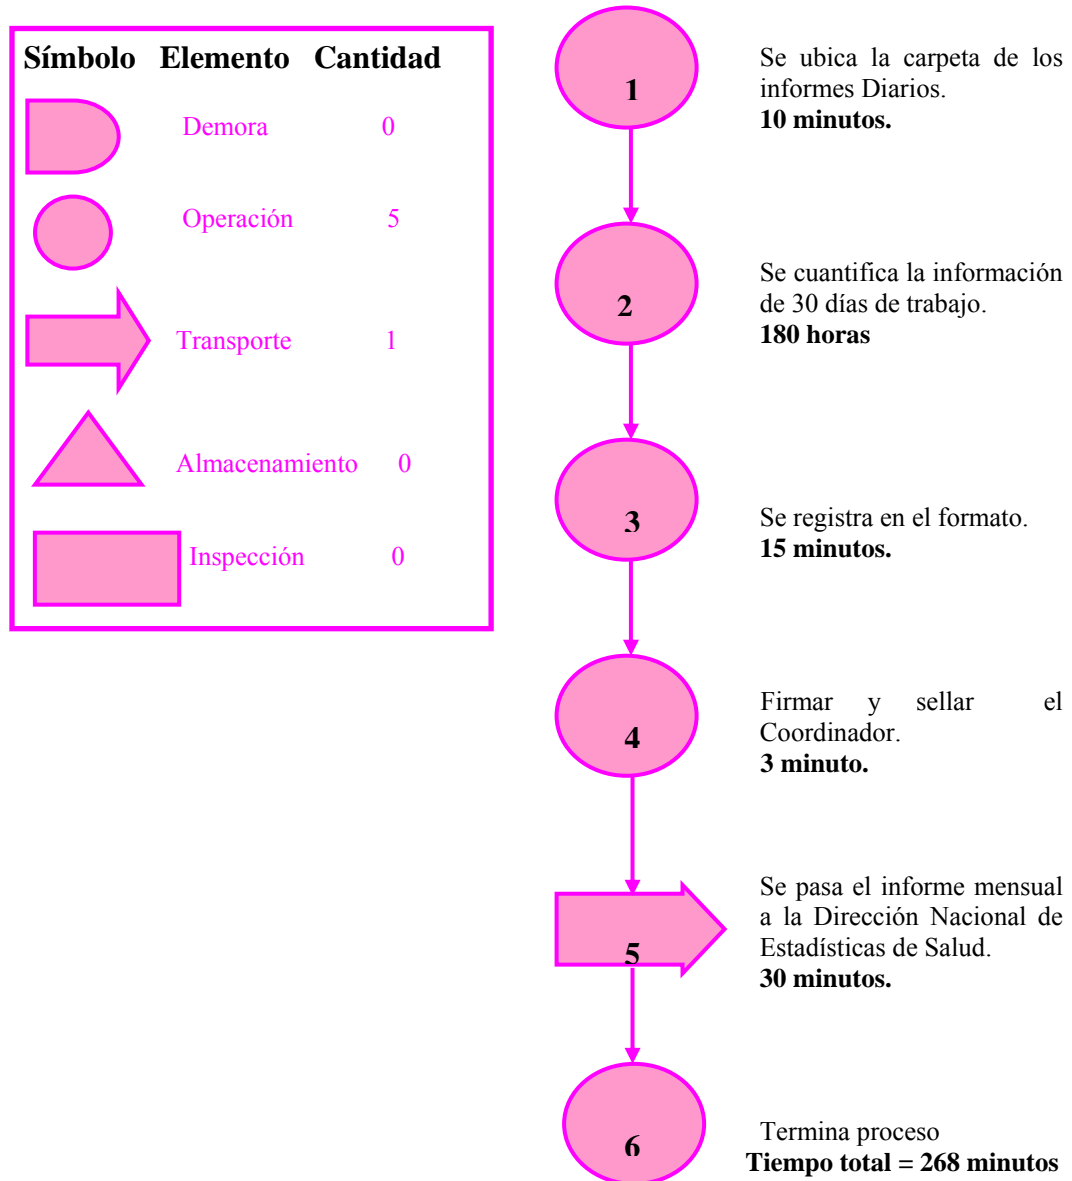 Símbolo Elemento Cantidad
Demora 0
Operación 5
Transporte 1
Almacenamiento 0
Inspección 0
1
Se ubica la carpeta de los
informes Diarios.
10 minutos.
2
Se cuantifica la información
de 30 días de trabajo.
180 horas
3
Se registra en el formato.
15 minutos.
4
Firmar y sellar el
Coordinador.
3 minuto.
5
Se pasa el informe mensual
a la Dirección Nacional de
Estadísticas de Salud.
30 minutos.
6
Termina proceso
Tiempo total = 268 minutos